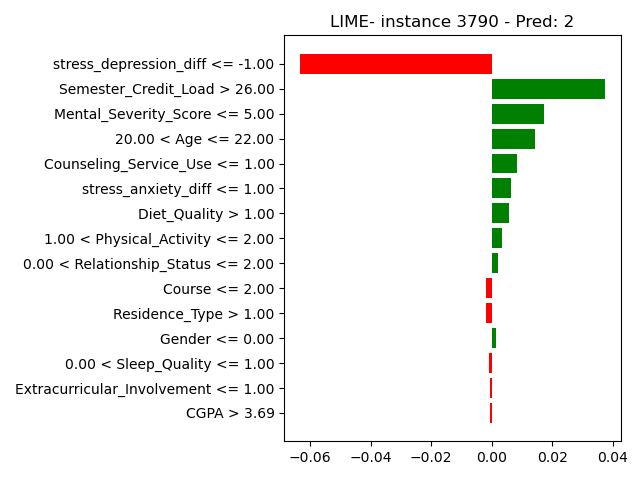 LIME- instance 3790 - Pred: 2
stress_depression_diff <= -1.00
Semester_Credit_Load > 26.00
Mental_Severity_Score <= 5.00
20.00 < Age <= 22.00
Counseling_Service_Use <= 1.00
stress_anxiety_diff <= 1.00
Diet_Quality > 1.00
1.00 < Physical_Activity <= 2.00
0.00 < Relationship_Status <= 2.00
Course <= 2.00
Residence_Type > 1.00
Gender <= 0.00
0.00 < Sleep_Quality <= 1.00
Extracurricular_Involvement <= 1.00
CGPA > 3.69
−0.06 −0.04 −0.02 0.00 0.02 0.04